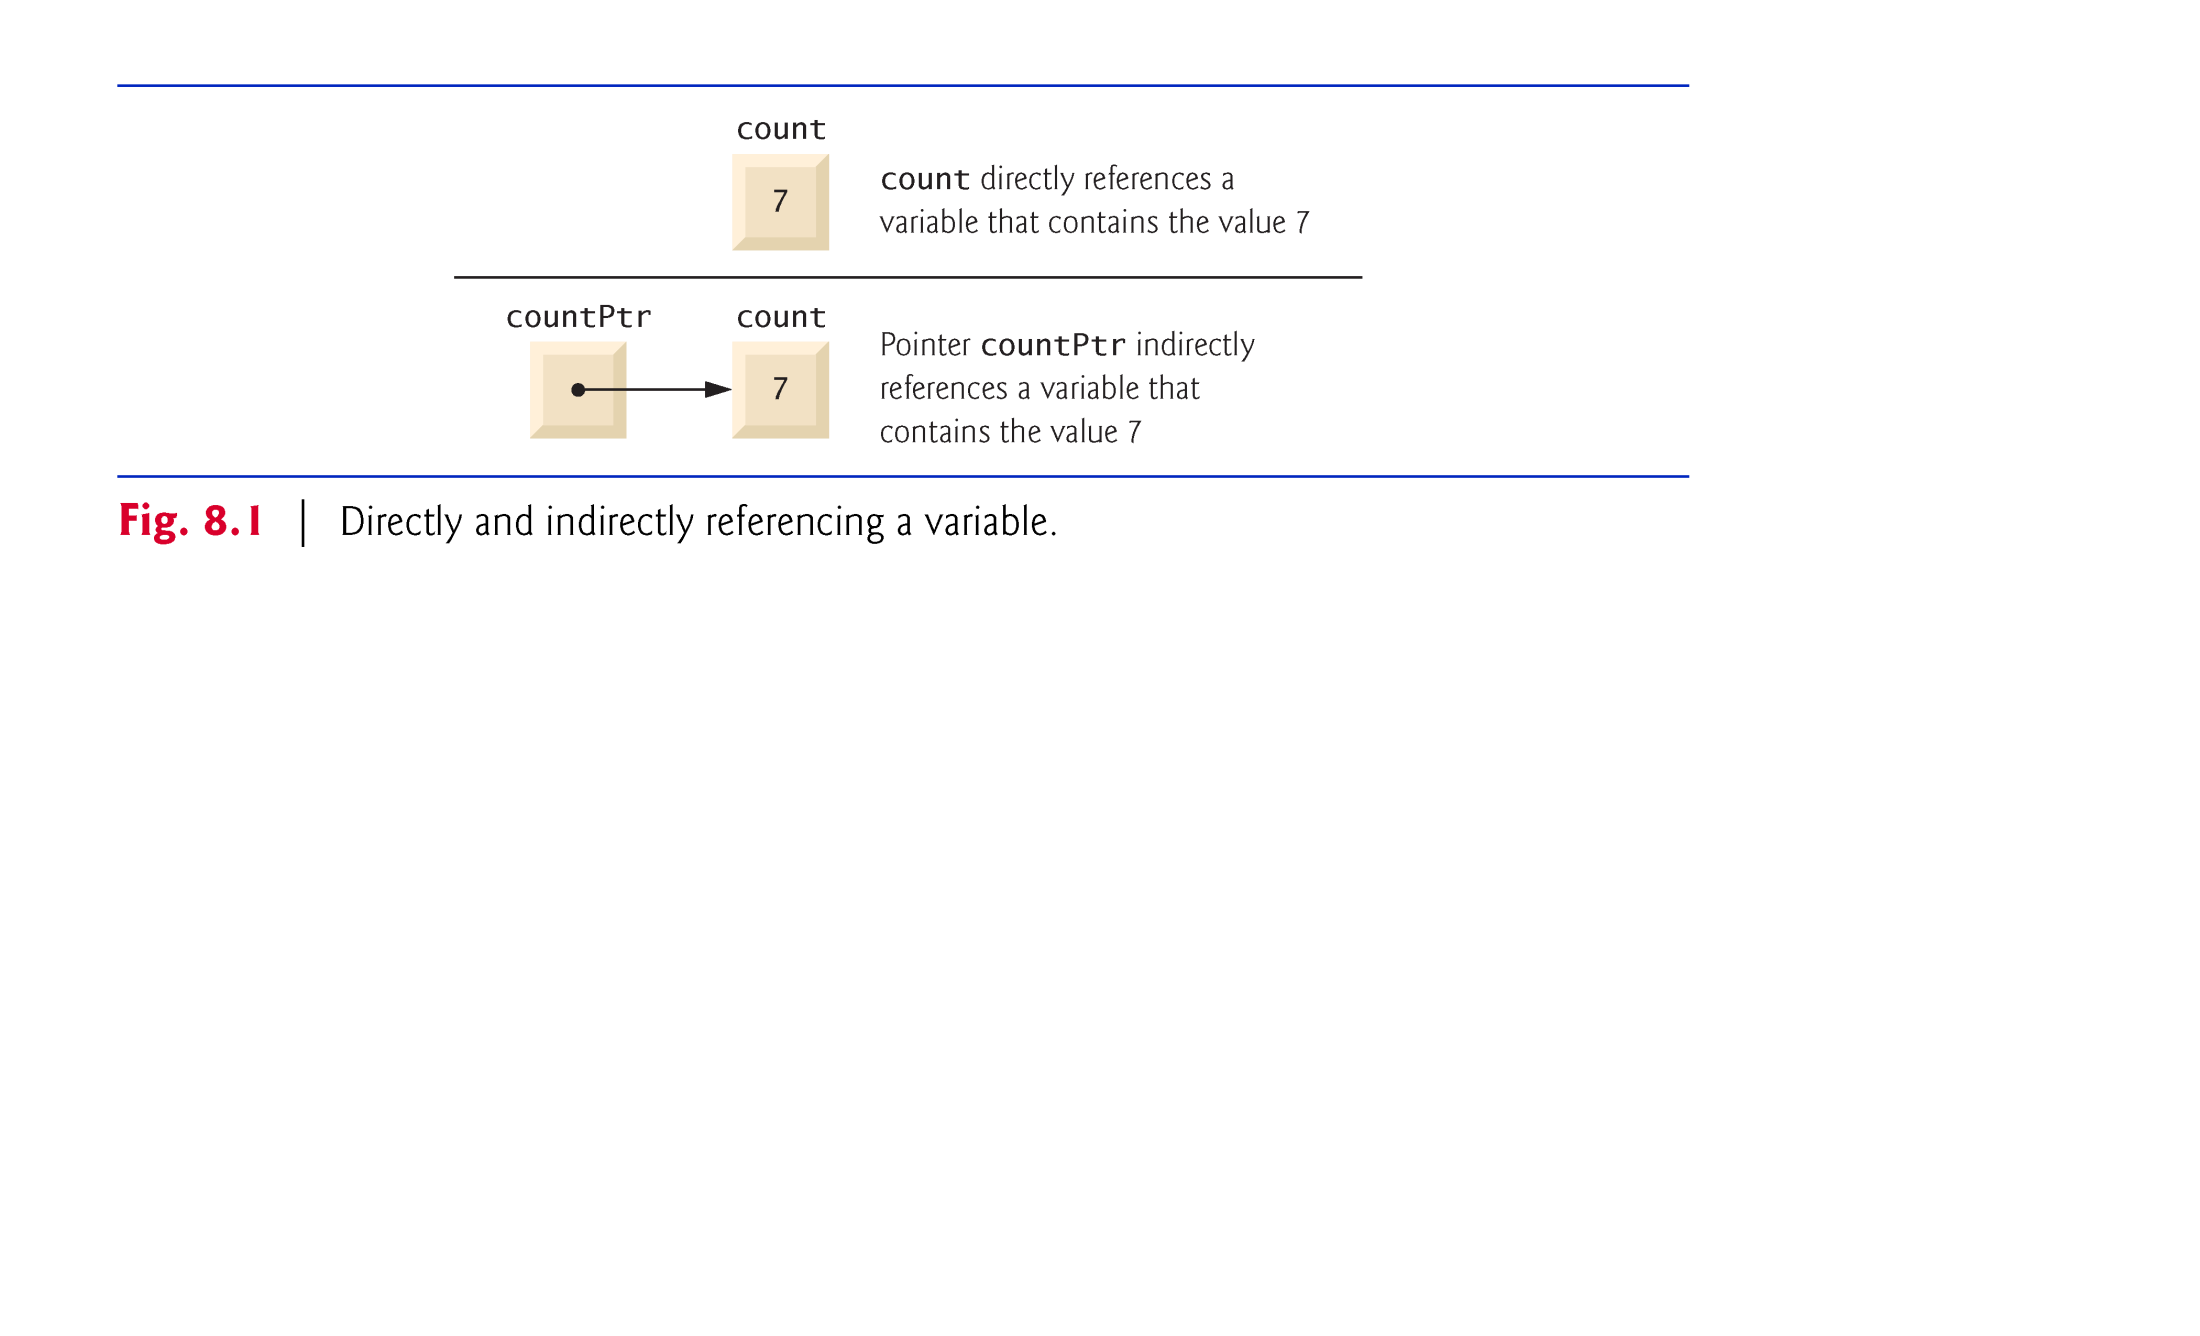 count
7
count directly references a
variable that contains the value 7
countPtr count
7
Pointer countPtr indirectly
references a variable that
contains the value 7
Fig. 8.1 | Directly and indirectly referencing a variable.